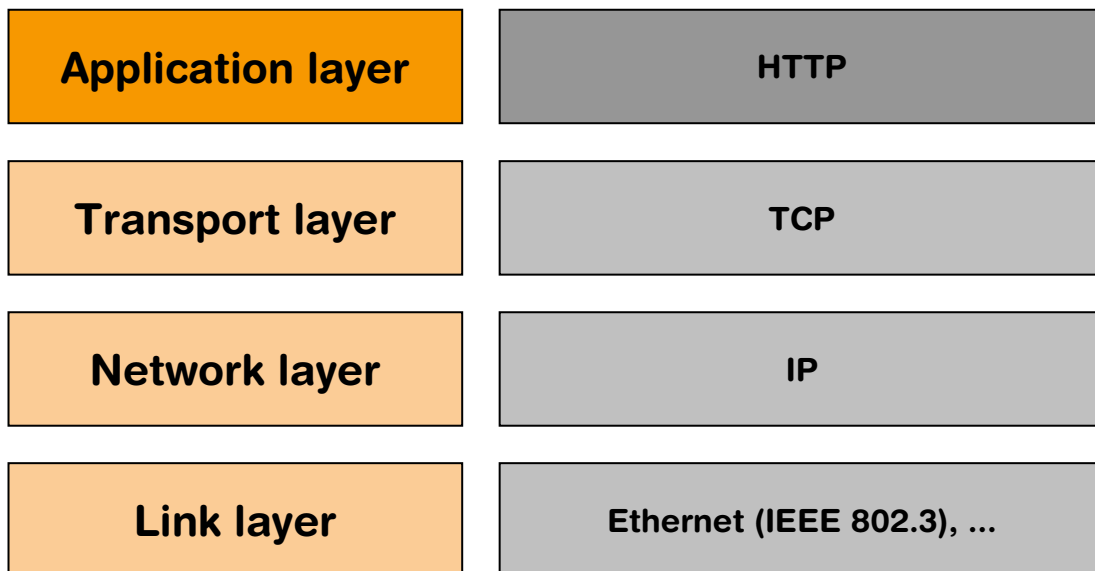 Application layer
HTTP
Transport layer
TCP
Network layer
IP
Link layer
Ethernet (IEEE 802.3), ...